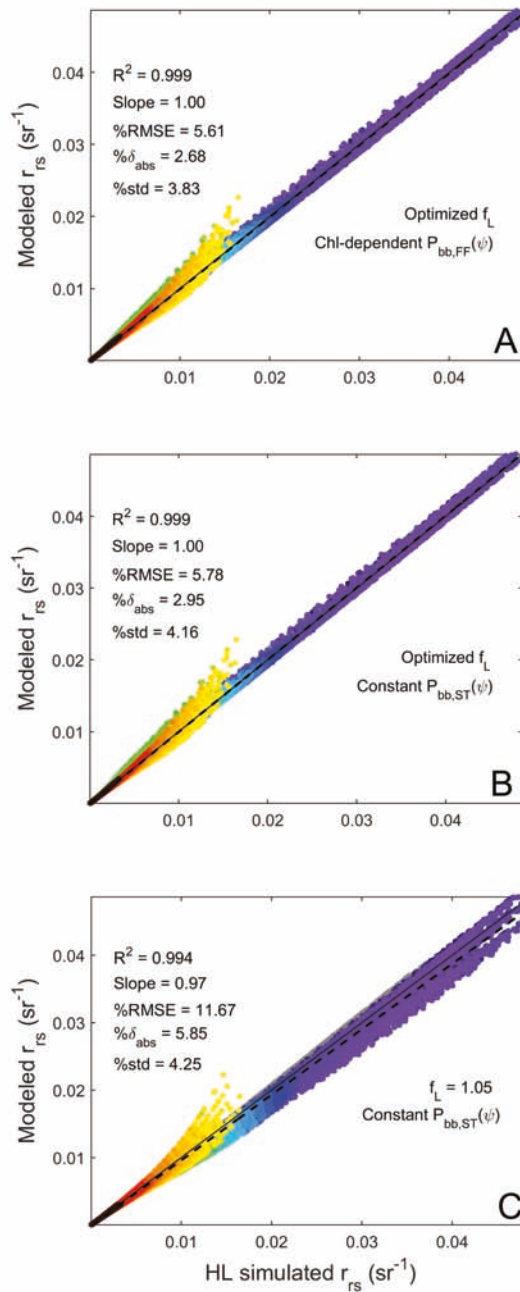 0.04
0.03
0.02
0.01
Modeled r_rs (sr⁻¹)
R² = 0.999
Slope = 1.00
%RMSE = 5.61
%δ_abs = 2.68
%std = 3.83
Optimized f_L
Chl-dependent P_bb,FF(ψ)
A
0.01 0.02 0.03 0.04
0.04
0.03
0.02
0.01
Modeled r_rs (sr⁻¹)
R² = 0.999
Slope = 1.00
%RMSE = 5.78
%δ_abs = 2.95
%std = 4.16
Optimized f_L
Constant P_bb,ST(ψ)
B
0.01 0.02 0.03 0.04
0.04
0.03
0.02
0.01
Modeled r_rs (sr⁻¹)
R² = 0.994
Slope = 0.97
%RMSE = 11.67
%δ_abs = 5.85
%std = 4.25
f_L = 1.05
Constant P_bb,ST(ψ)
C
0.01 0.02 0.03 0.04
HL simulated r_rs (sr⁻¹)